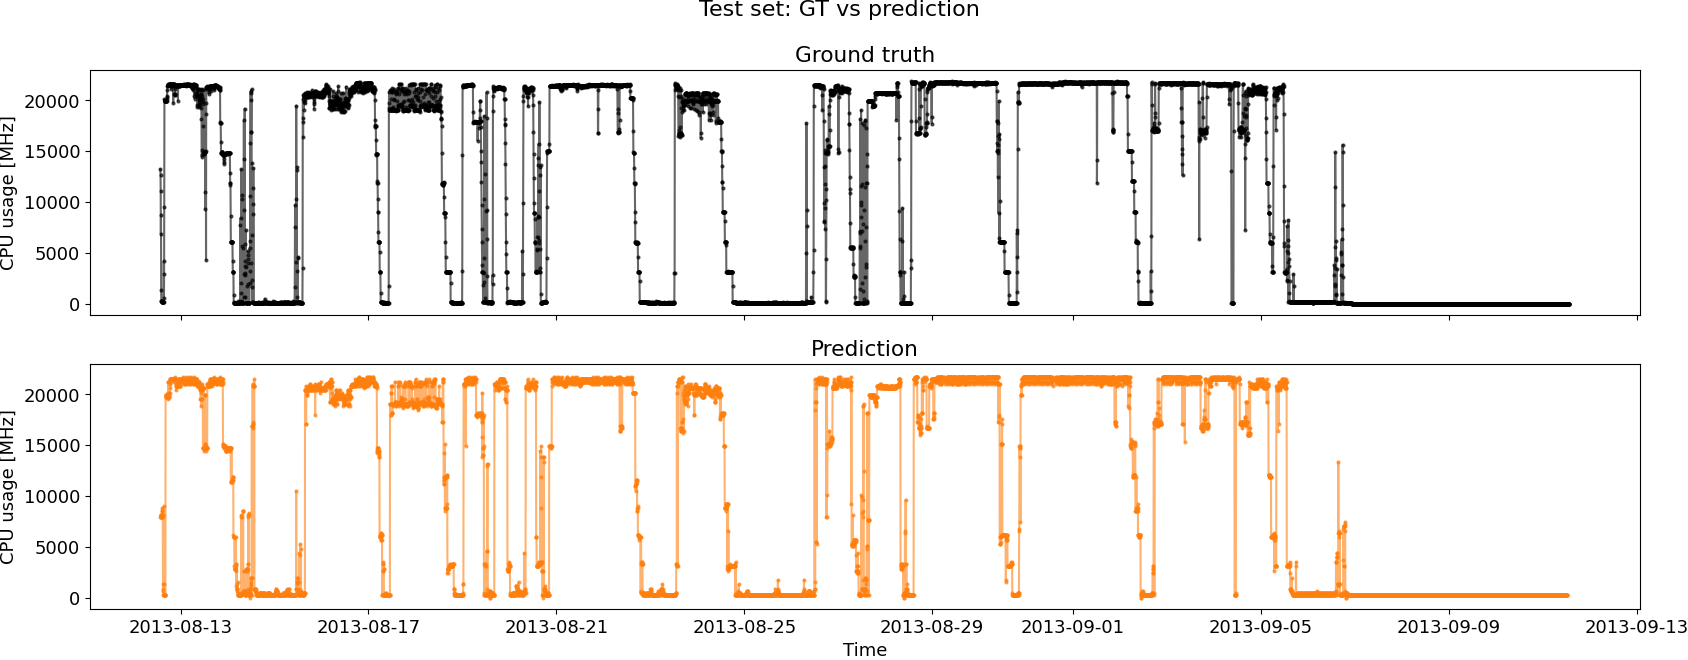 Test set: GT vs prediction
Ground truth
CPU usage [MHz]
20000
15000
10000
5000
0
Prediction
CPU usage [MHz]
20000
15000
10000
5000
0
2013-08-13 2013-08-17 2013-08-21 2013-08-25 2013-08-29 2013-09-01 2013-09-05 2013-09-09 2013-09-13
Time